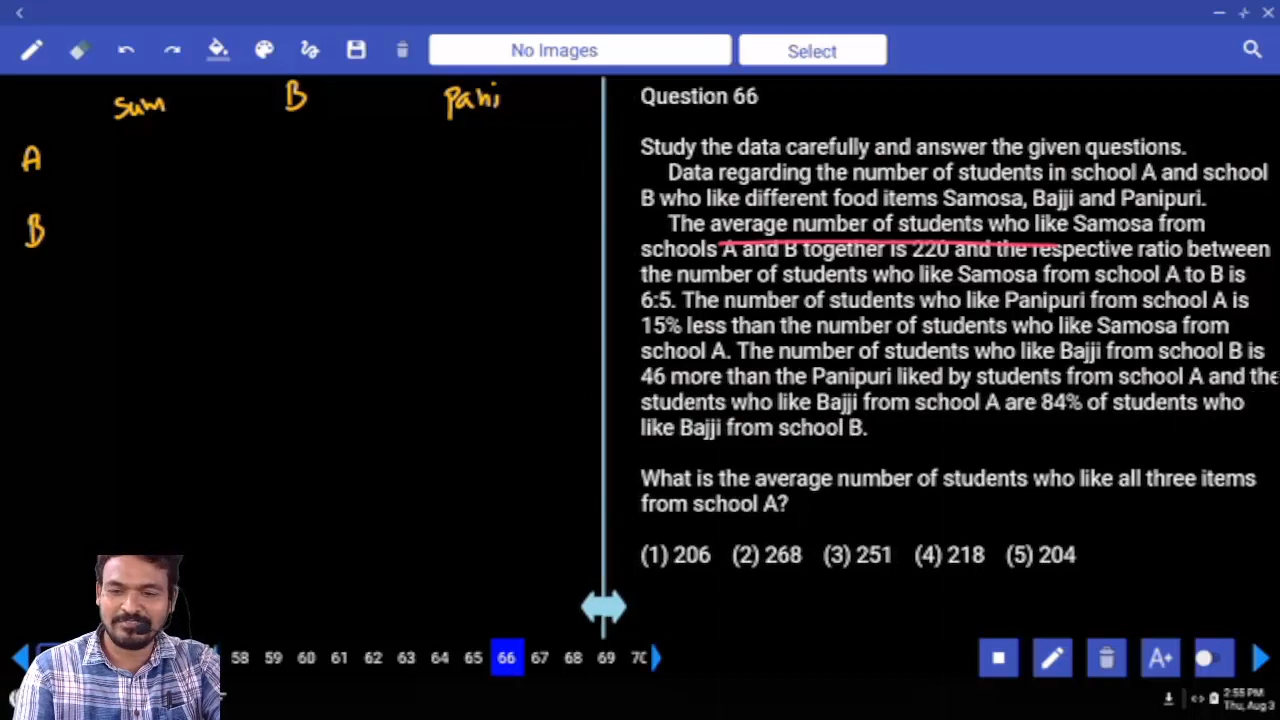 No Images
Select
Sam B Pani
A
B
Question 66
Study the data carefully and answer the given questions.
Data regarding the number of students in school A and school
B who like different food items Samosa, Bajji and Panipuri.
The average number of students who like Samosa from
schools A and B together is 220 and the respective ratio between
the number of students who like Samosa from school A to B is
6:5. The number of students who like Panipuri from school A is
15% less than the number of students who like Samosa from
school A. The number of students who like Bajji from school B is
46 more than the Panipuri liked by students from school A and the
students who like Bajji from school A are 84% of students who
like Bajji from school B.
What is the average number of students who like all three items
from school A?
(1) 206 (2) 268 (3) 251 (4) 218 (5) 204
58 59 60 61 62 63 64 65 66 67 68 69 70
A+
2:55 PM
Thu, Aug 3